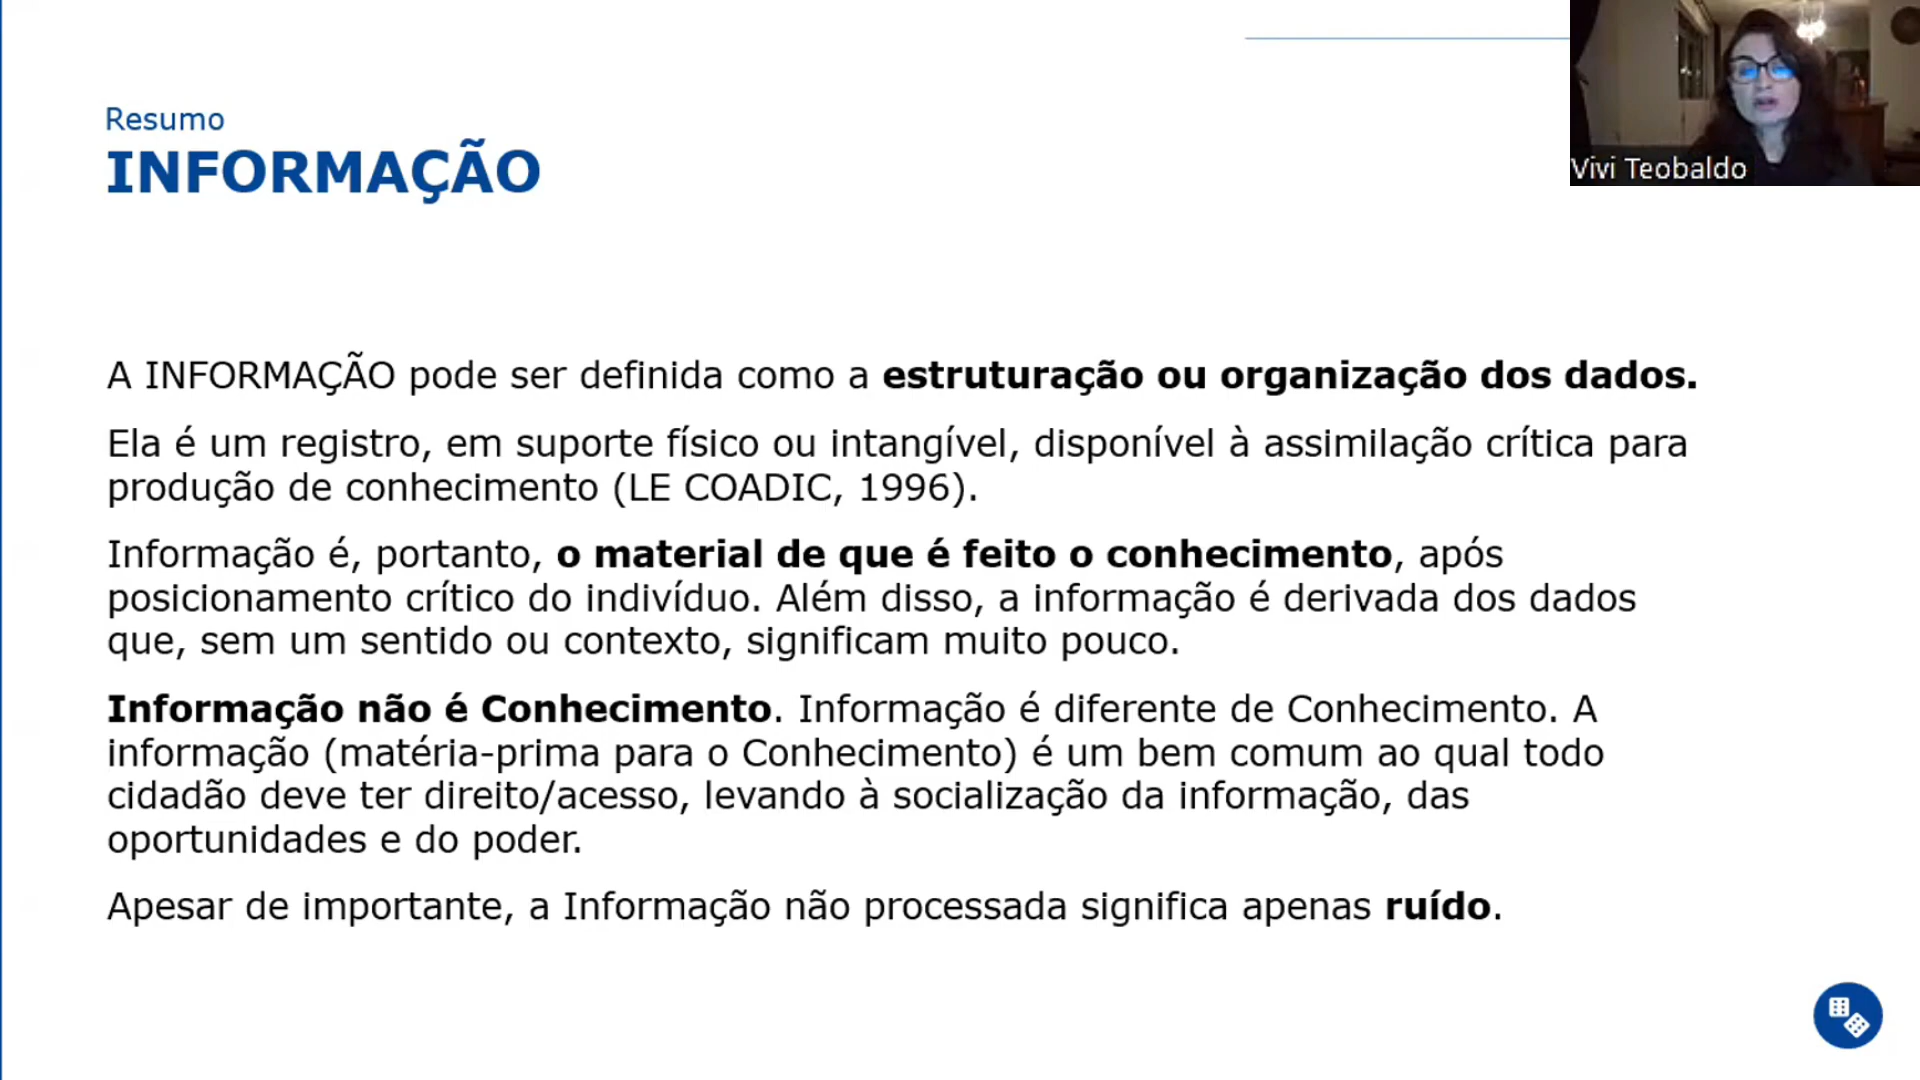 Resumo
INFORMAÇÃO
Vivi Teobaldo
A INFORMAÇÃO pode ser definida como a estruturação ou organização dos dados.
Ela é um registro, em suporte físico ou intangível, disponível à assimilação crítica para
produção de conhecimento (LE COADIC, 1996).
Informação é, portanto, o material de que é feito o conhecimento, após
posicionamento crítico do indivíduo. Além disso, a informação é derivada dos dados
que, sem um sentido ou contexto, significam muito pouco.
Informação não é Conhecimento. Informação é diferente de Conhecimento. A
informação (matéria-prima para o Conhecimento) é um bem comum ao qual todo
cidadão deve ter direito/acesso, levando à socialização da informação, das
oportunidades e do poder.
Apesar de importante, a Informação não processada significa apenas ruído.